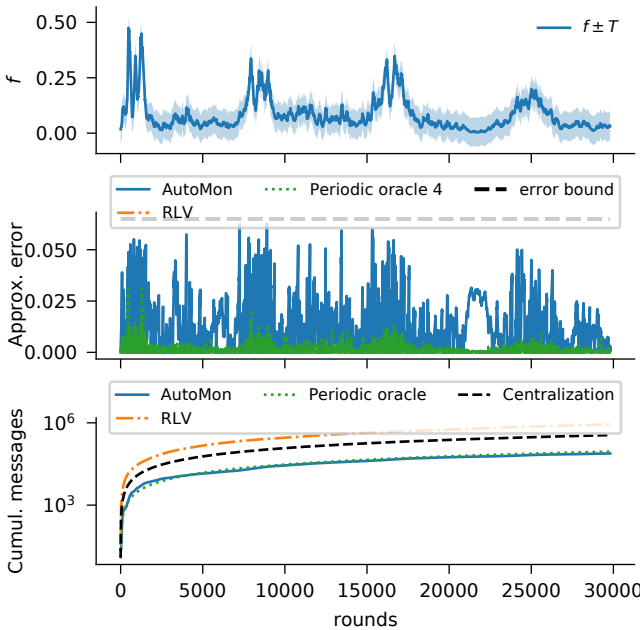 0.50
0.25
0.00
f
f ± T
AutoMon
Periodic oracle 4
error bound
RLV
0.050
0.025
0.000
Approx. error
AutoMon
Periodic oracle
Centralization
RLV
10^6
10^3
Cumul. messages
0 5000 10000 15000 20000 25000 30000
rounds